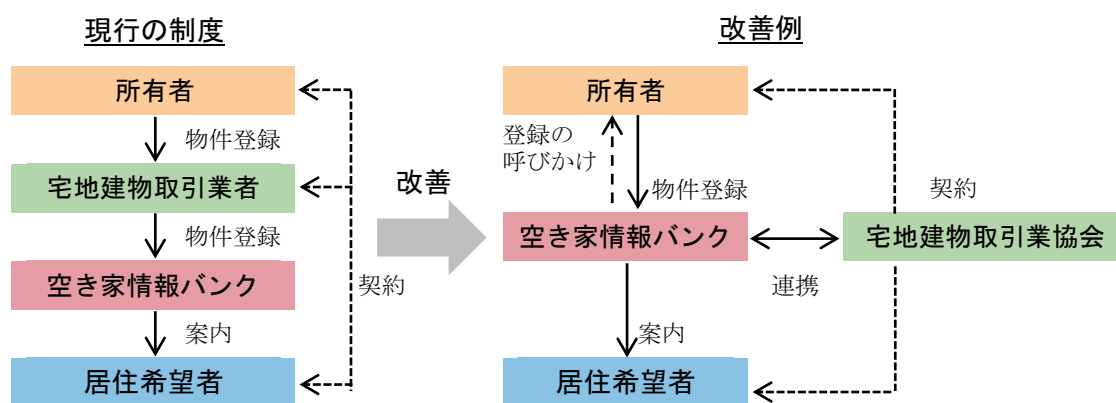 現行の制度
所有者
物件登録
宅地建物取引業者
物件登録
空き家情報バンク
契約
案内
居住希望者
改善
改善例
所有者
登録の
呼びかけ
物件登録
契約
空き家情報バンク
宅地建物取引業協会
連携
案内
居住希望者